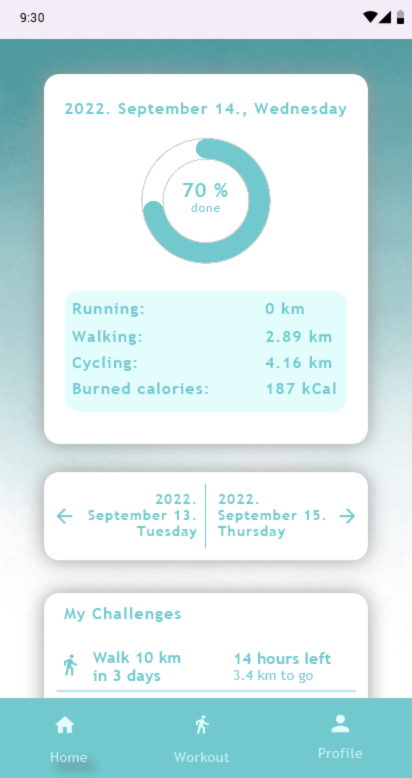 9:30
2022. September 14., Wednesday
70 %
done
Running: 0 km
Walking: 2.89 km
Cycling: 4.16 km
Burned calories: 187 kCal
2022.
September 13.
Tuesday
2022.
September 15.
Thursday
My Challenges
Walk 10 km
in 3 days
14 hours left
3.4 km to go
Home
Workout
Profile